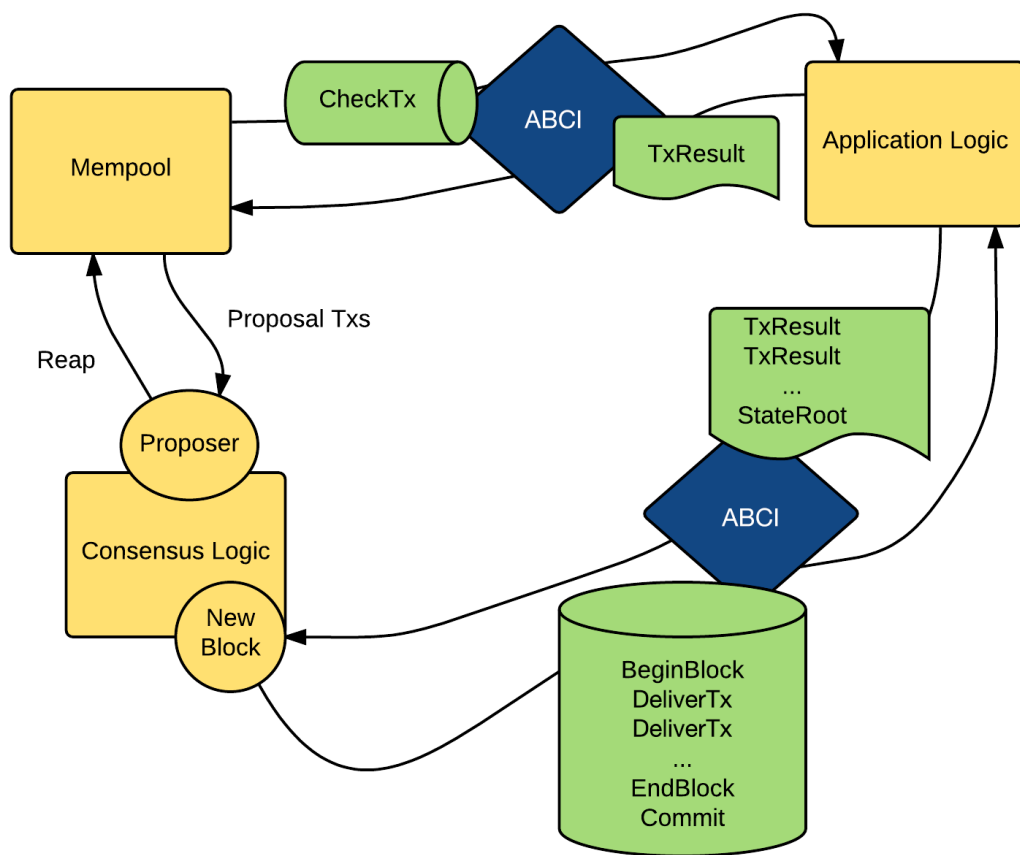 CheckTx
ABCI
Mempool
TxResult
Application Logic
Proposal Txs
Reap
TxResult
TxResult
...
StateRoot
Proposer
ABCI
Consensus Logic
New
Block
BeginBlock
DeliverTx
DeliverTx
...
EndBlock
Commit